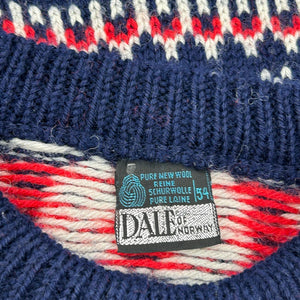 PURE NEW WOOL
REINE
SCHURWOLLE
PURE LAINE
54
DALE OF
NORWAY